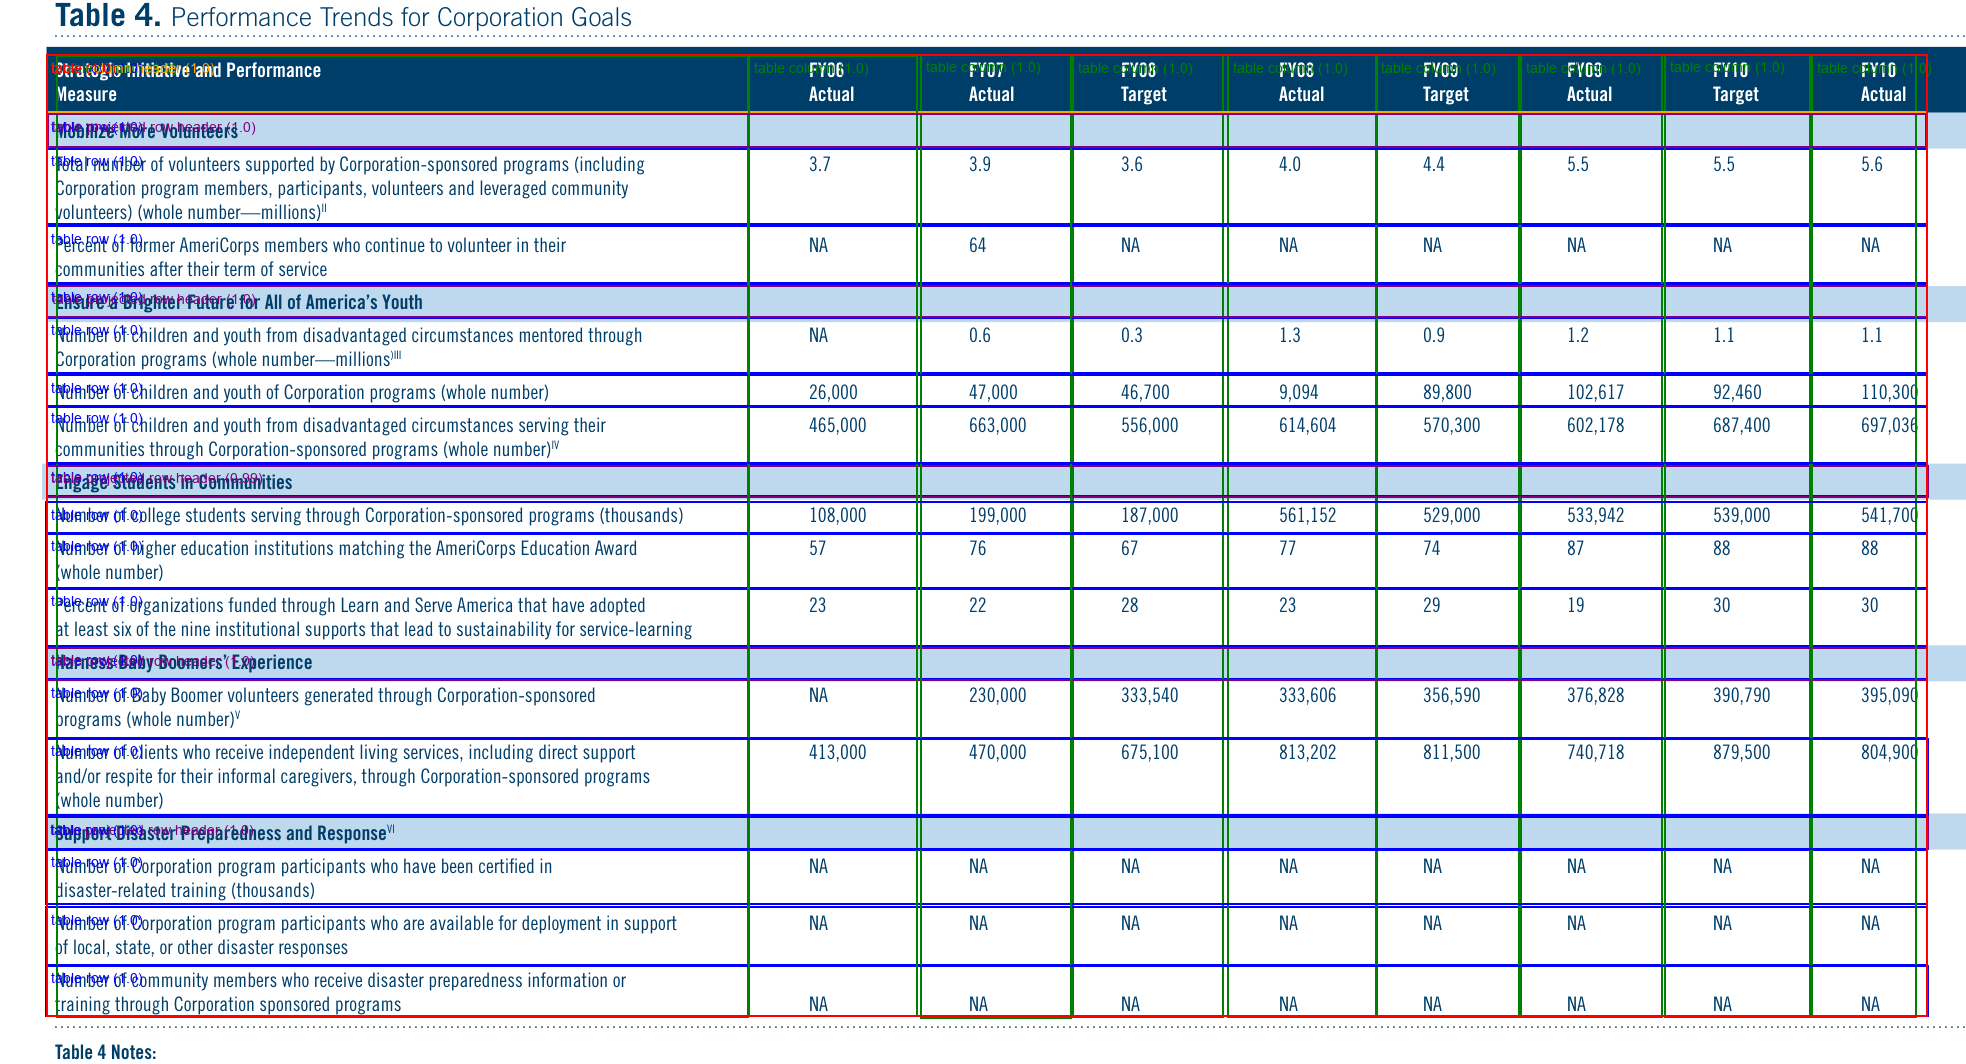 Table 4. Performance Trends for Corporation Goals
Strategic Initiative and Performance Measure FY06 Actual FY07 Actual FY08 Target FY08 Actual FY09 Target FY09 Actual FY10 Target FY10 Actual
Mobilize More Volunteers
Total number of volunteers supported by Corporation-sponsored programs (including 3.7 3.9 3.6 4.0 4.4 5.5 5.5 5.6
Corporation program members, participants, volunteers and leveraged community
volunteers) (whole number—millions)II
Percent of former AmeriCorps members who continue to volunteer in their NA 64 NA NA NA NA NA NA
communities after their term of service
Ensure a Brighter Future for All of America's Youth
Number of children and youth from disadvantaged circumstances mentored through NA 0.6 0.3 1.3 0.9 1.2 1.1 1.1
Corporation programs (whole number—millions)III
Number of children and youth of Corporation programs (whole number) 26,000 47,000 46,700 9,094 89,800 102,617 92,460 110,300
Number of children and youth from disadvantaged circumstances serving their 465,000 663,000 556,000 614,604 570,300 602,178 687,400 697,036
communities through Corporation-sponsored programs (whole number)IV
Engage Students in Communities
Number of college students serving through Corporation-sponsored programs (thousands) 108,000 199,000 187,000 561,152 529,000 533,942 539,000 541,700
Number of higher education institutions matching the AmeriCorps Education Award 57 76 67 77 74 87 88 88
(whole number)
Percent of organizations funded through Learn and Serve America that have adopted 23 22 28 23 29 19 30 30
at least six of the nine institutional supports that lead to sustainability for service-learning
Harness Baby Boomers' Experience
Number of Baby Boomer volunteers generated through Corporation-sponsored NA 230,000 333,540 333,606 356,590 376,828 390,790 395,090
programs (whole number)V
Number of clients who receive independent living services, including direct support 413,000 470,000 675,100 813,202 811,500 740,718 879,500 804,900
and/or respite for their informal caregivers, through Corporation-sponsored programs
(whole number)
Support Disaster Preparedness and ResponseVI
Number of Corporation program participants who have been certified in NA NA NA NA NA NA NA NA
disaster-related training (thousands)
Number of Corporation program participants who are available for deployment in support NA NA NA NA NA NA NA NA
of local, state, or other disaster responses
Number of community members who receive disaster preparedness information or
training through Corporation sponsored programs NA NA NA NA NA NA NA NA
Table 4 Notes: